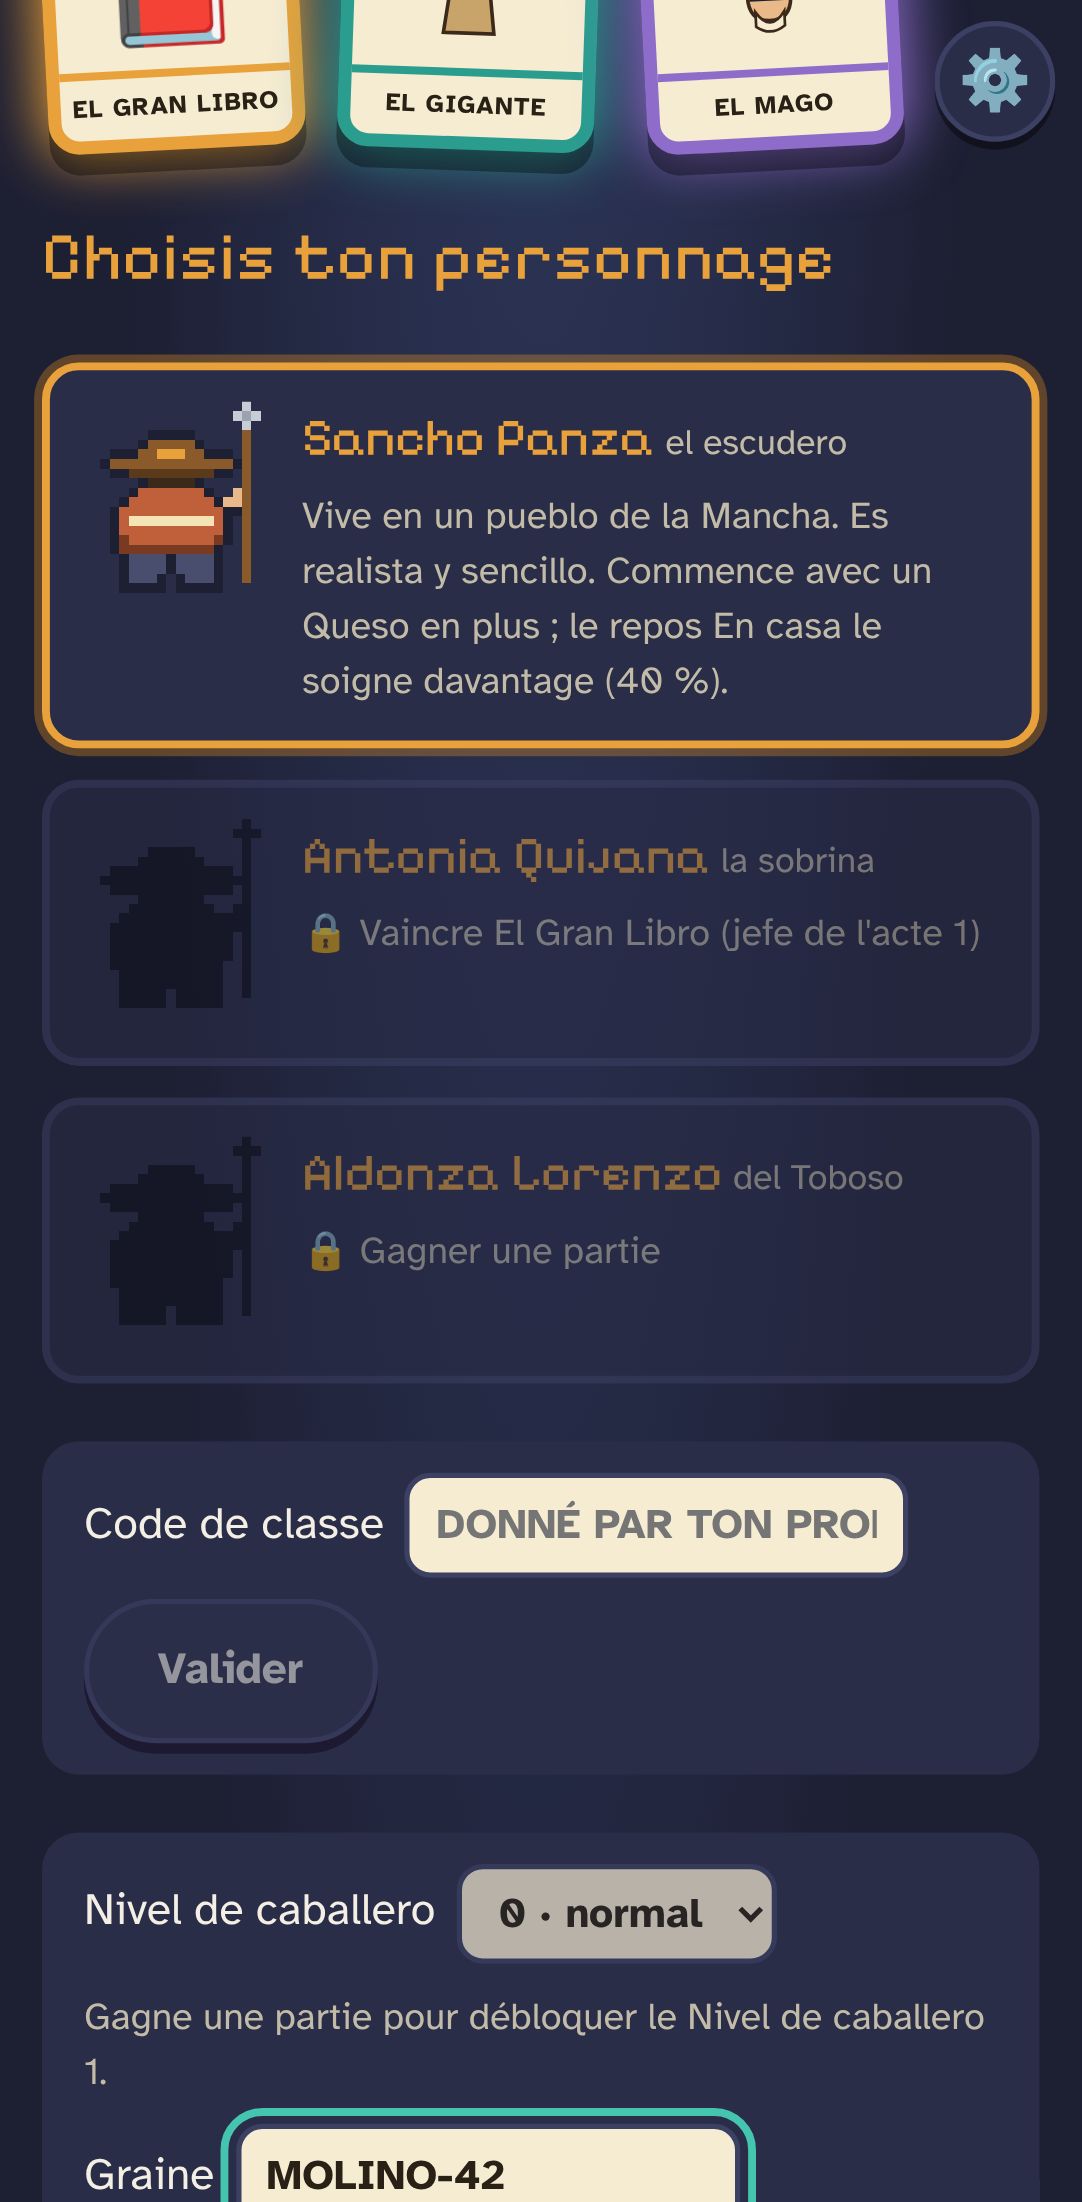 EL GRAN LIBRO
EL GIGANTE
EL MAGO
Choisis ton personnage
Sancho Panza el escudero
Vive en un pueblo de la Mancha. Es
realista y sencillo. Commence avec un
Queso en plus ; le repos En casa le
soigne davantage (40 %).
Antonia Quijana la sobrina
🔒 Vaincre El Gran Libro (jefe de l'acte 1)
Aldonza Lorenzo del Toboso
🔒 Gagner une partie
Code de classe DONNÉ PAR TON PRO
Valider
Nivel de caballero 0 · normal
Gagne une partie pour débloquer le Nivel de caballero
1.
Graine MOLINO-42